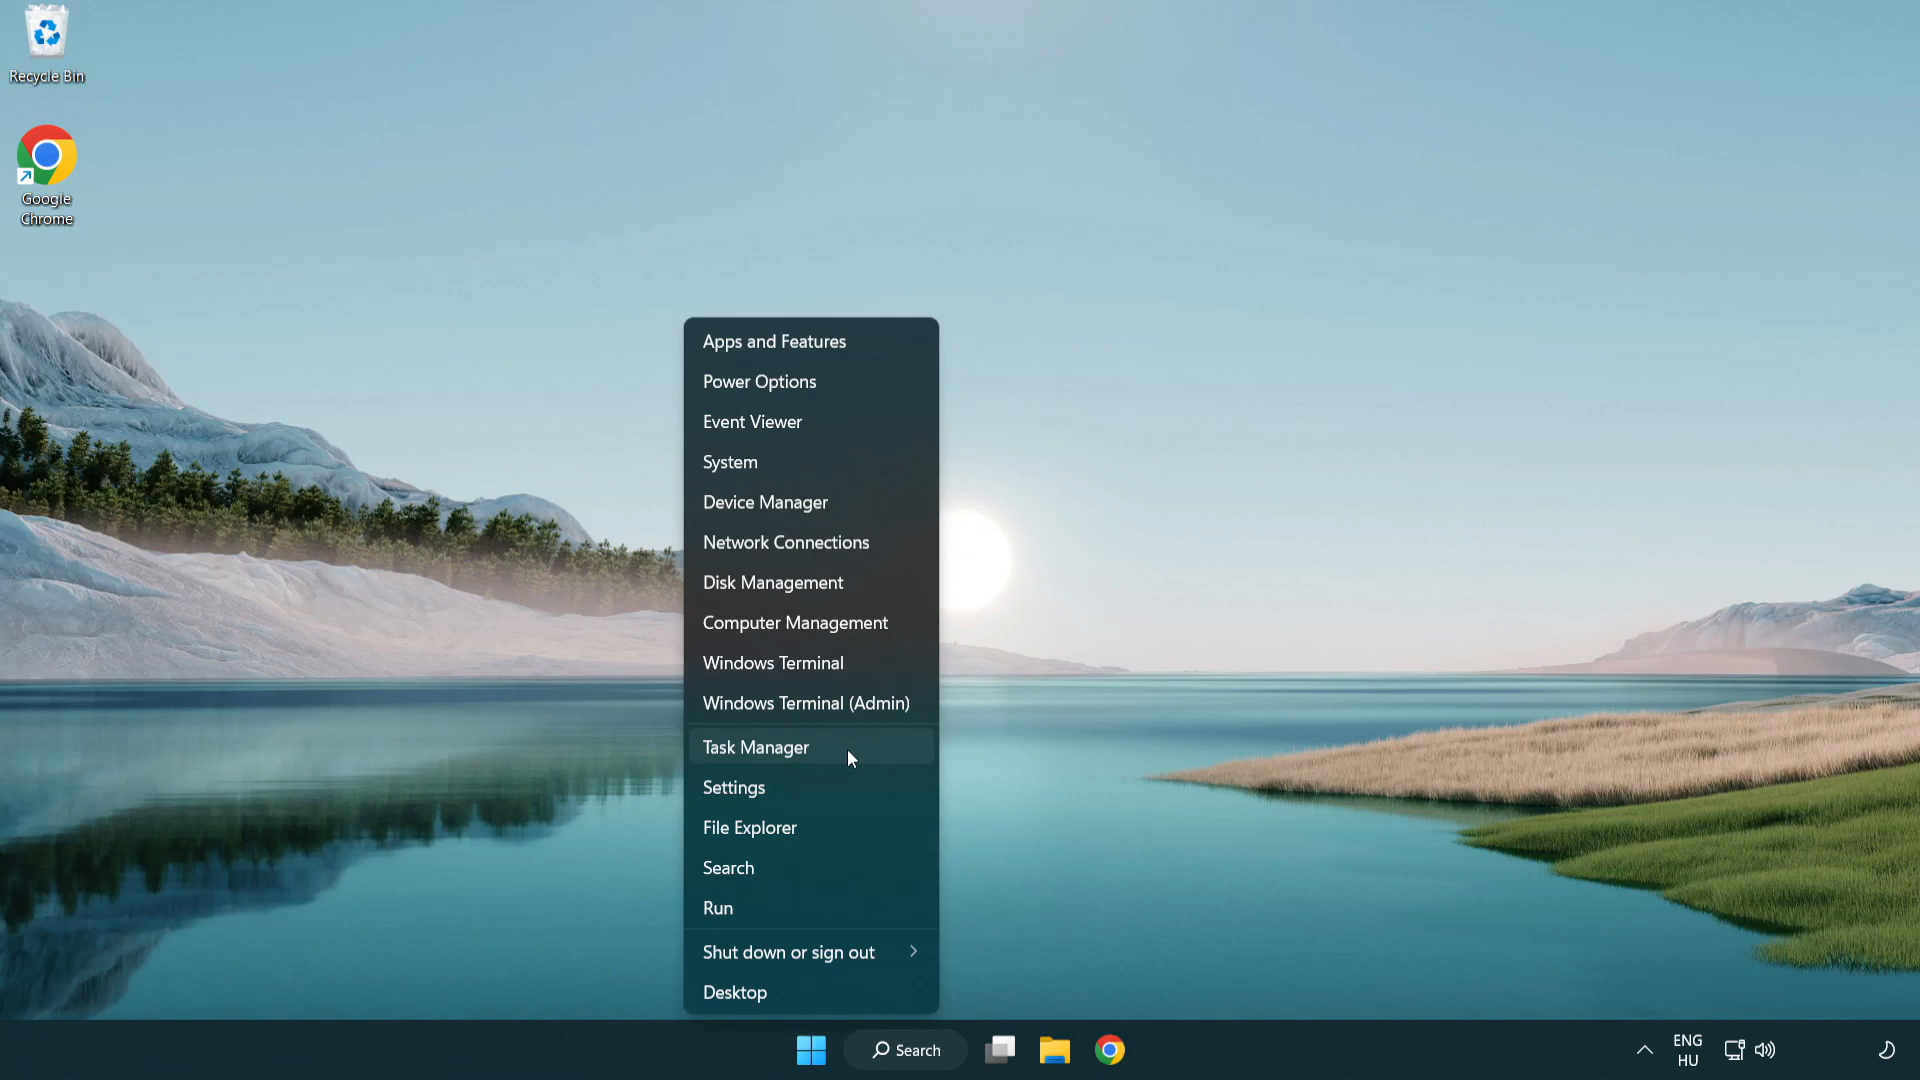 Recycle Bin
Google
Chrome
Apps and Features
Power Options
Event Viewer
System
Device Manager
Network Connections
Disk Management
Computer Management
Windows Terminal
Windows Terminal (Admin)
Task Manager
Settings
File Explorer
Search
Run
Shut down or sign out
Desktop
Search
ENG
HU